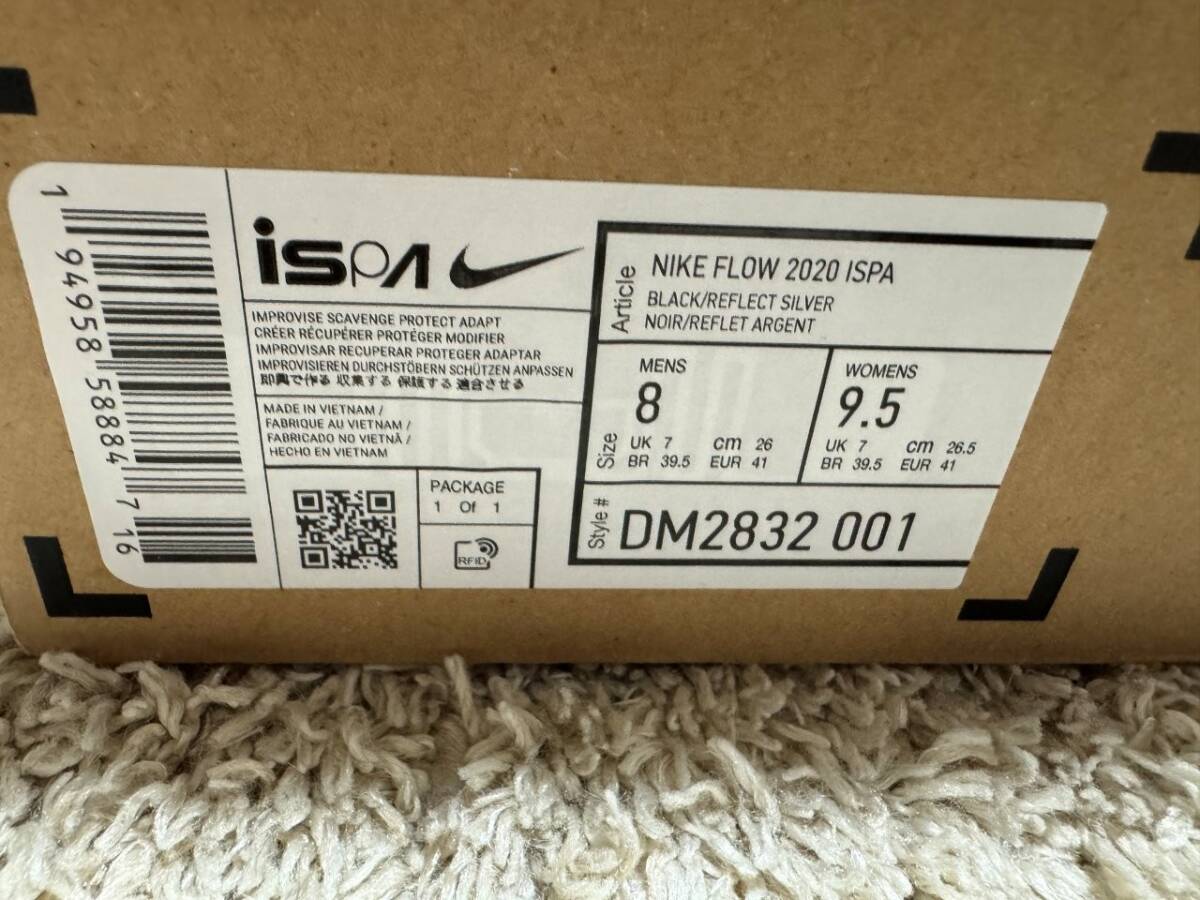 1 94958 58884 7 16
ispa
IMPROVISE SCAVENGE PROTECT ADAPT
CRÉER RÉCUPÉRER PROTÉGER MODIFIER
IMPROVISAR RECUPERAR PROTEGER ADAPTAR
IMPROVISIEREN DURCHSTÖBERN SCHÜTZEN ANPASSEN
即興で作る 収集する 保護する 適合させる
MADE IN VIETNAM /
FABRIQUE AU VIETNAM /
FABRICADO NO VIETNÃ /
HECHO EN VIETNAM
PACKAGE
1 Of 1
RFID
Article
NIKE FLOW 2020 ISPA
BLACK/REFLECT SILVER
NOIR/REFLET ARGENT
Size
MENS
8
UK 7 cm 26
BR 39.5 EUR 41
WOMENS
9.5
UK 7 cm 26.5
BR 39.5 EUR 41
Style #
DM2832 001